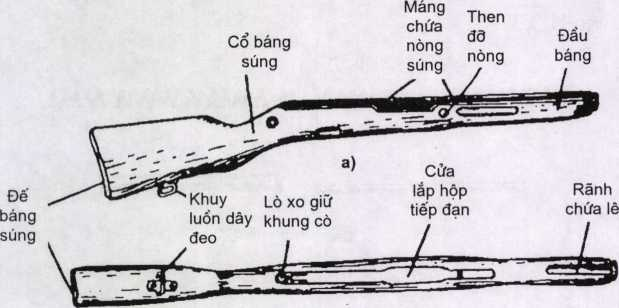 Cổ báng
súng
Máng
chứa
nòng
súng
Then
đỡ
nòng
Đầu
báng
a)
Đế
báng
súng
Khuy
luồn dây
đeo
Lò xo giữ
khung cò
Cửa
lắp hộp
tiếp đạn
Rãnh
chứa lê